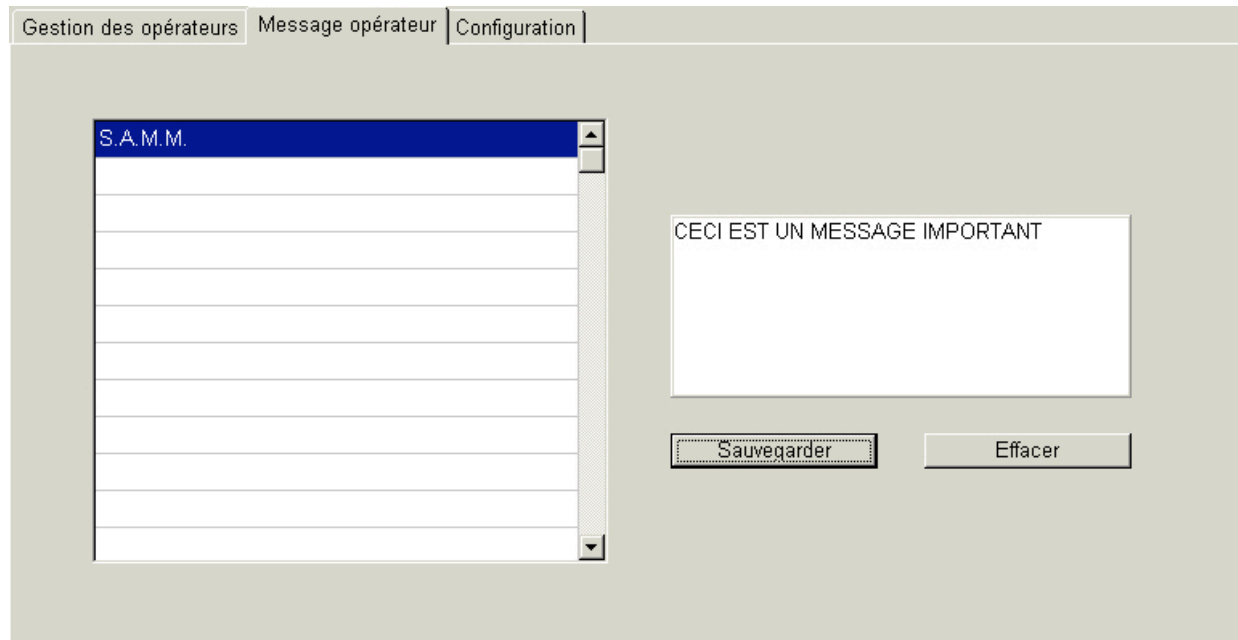 Gestion des opérateurs Message opérateur Configuration
S.A.M.M.
CECI EST UN MESSAGE IMPORTANT
Sauvegarder Effacer